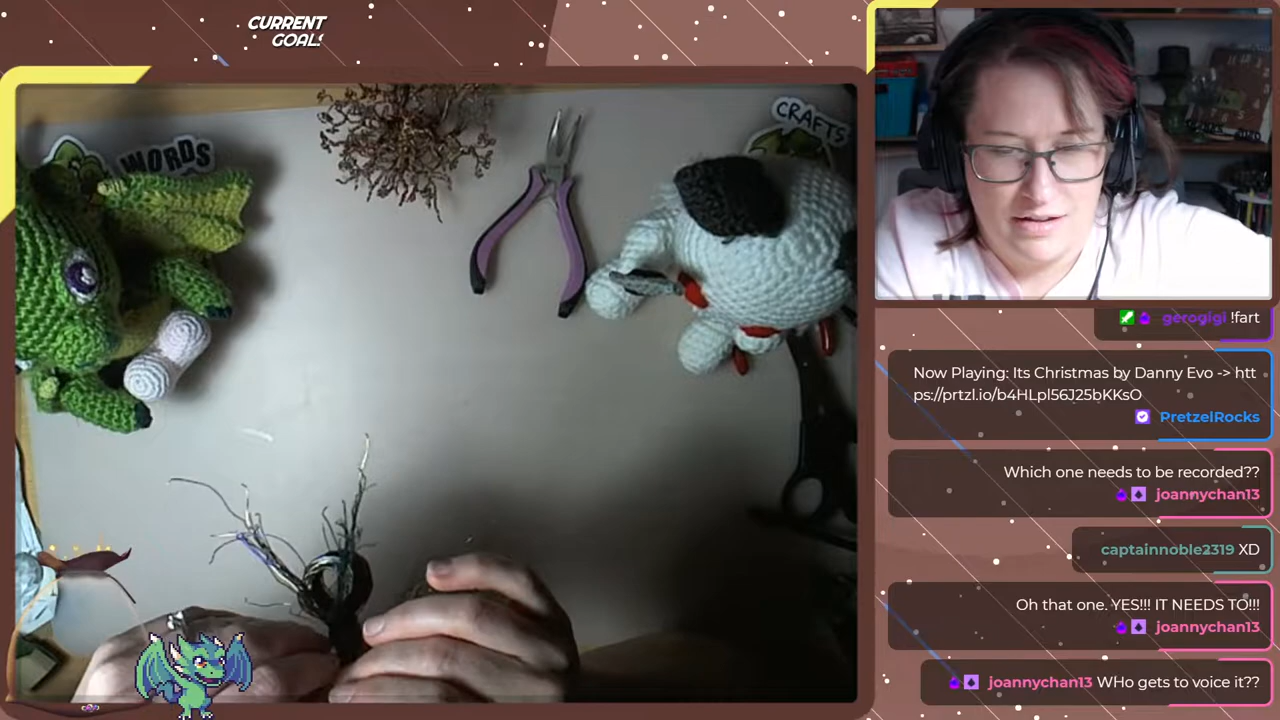 CURRENT
GOAL:
WORDS
CRAFTS
gerogigi !fart
Now Playing: Its Christmas by Danny Evo -> htt
ps://prtzl.io/b4HLpl56J25bKKsO
PretzelRocks
Which one needs to be recorded??
joannychan13
captainnoble2319 XD
Oh that one. YES!!! IT NEEDS TO!!!
joannychan13
joannychan13 WHo gets to voice it??